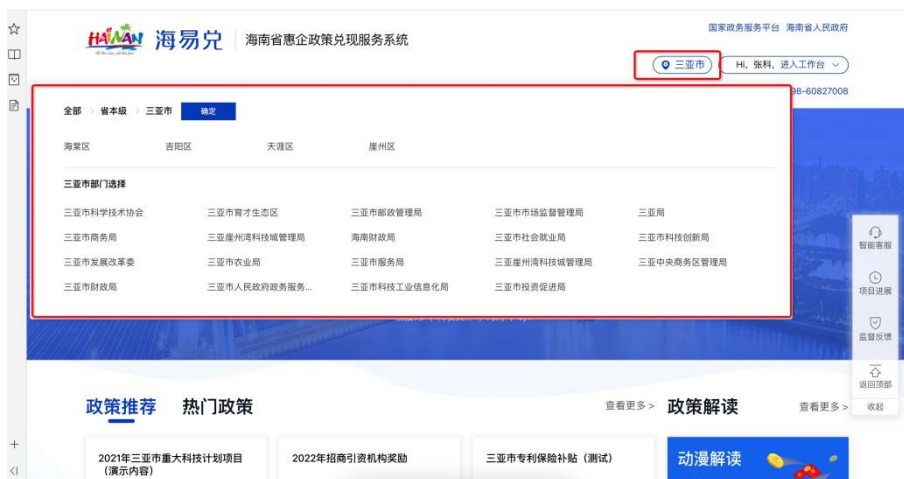 国家政务服务平台 海南省人民政府
HAINAN 海易兑 海南省惠企政策兑现服务系统
三亚市 Hi, 张科, 进入工作台
98-60827008
全部 > 省本级 > 三亚市 确定
海棠区 吉阳区 天涯区 崖州区
三亚市部门选择
三亚市科学技术协会 三亚市育才生态区 三亚市邮政管理局 三亚市市场监督管理局 三亚局
三亚市商务局 三亚崖州湾科技城管理局 海南财政局 三亚市社会就业局 三亚市科技创新局
三亚市发展改革委 三亚市农业局 三亚市服务局 三亚崖州湾科技城管理局 三亚中央商务区管理局
三亚市财政局 三亚市人民政府政务服务... 三亚市科技工业信息化局 三亚市投资促进局
智能客服
项目进展
监督反馈
返回顶部
收起
政策推荐 热门政策 查看更多 > 政策解读 查看更多 >
2021年三亚市重大科技计划项目
（演示内容）
2022年招商引资机构奖励
三亚市专利保险补贴（测试）
动漫解读